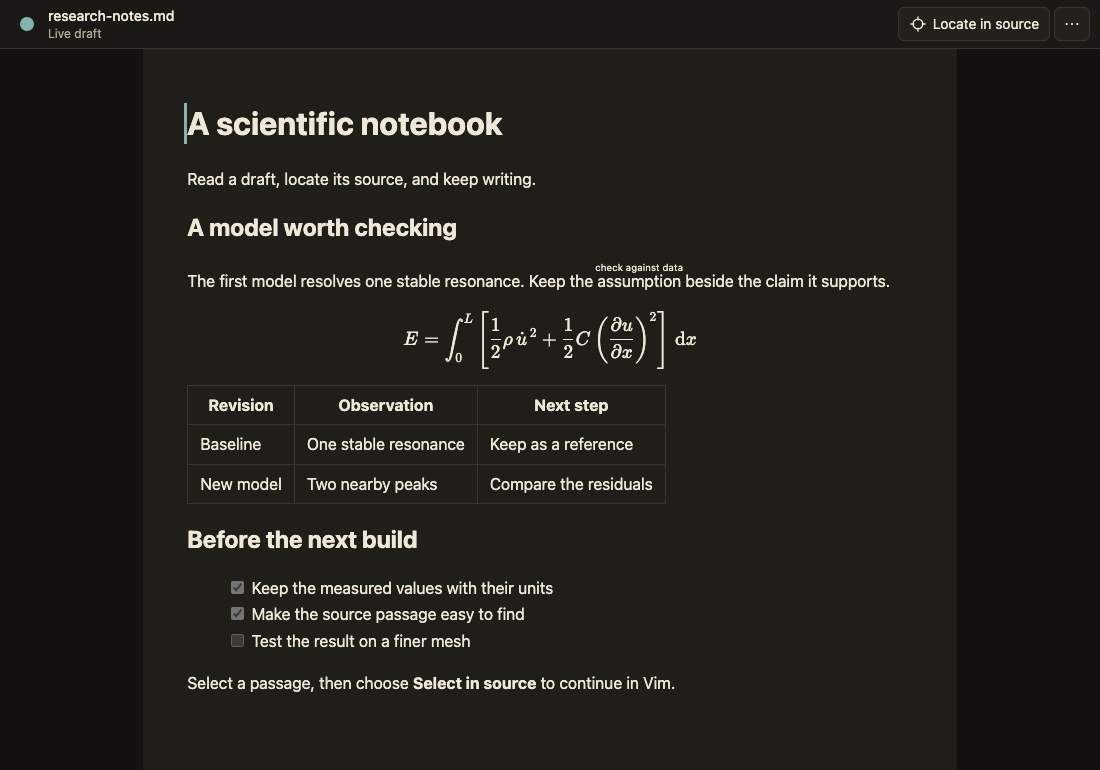 research-notes.md
Live draft
Locate in source
A scientific notebook
Read a draft, locate its source, and keep writing.
A model worth checking
check against data
The first model resolves one stable resonance. Keep the assumption beside the claim it supports.
E = ∫₀ᴸ [ 1/2 ρ u̇² + 1/2 C (∂u/∂x)² ] dx
Revision Observation Next step
Baseline One stable resonance Keep as a reference
New model Two nearby peaks Compare the residuals
Before the next build
Keep the measured values with their units
Make the source passage easy to find
Test the result on a finer mesh
Select a passage, then choose Select in source to continue in Vim.